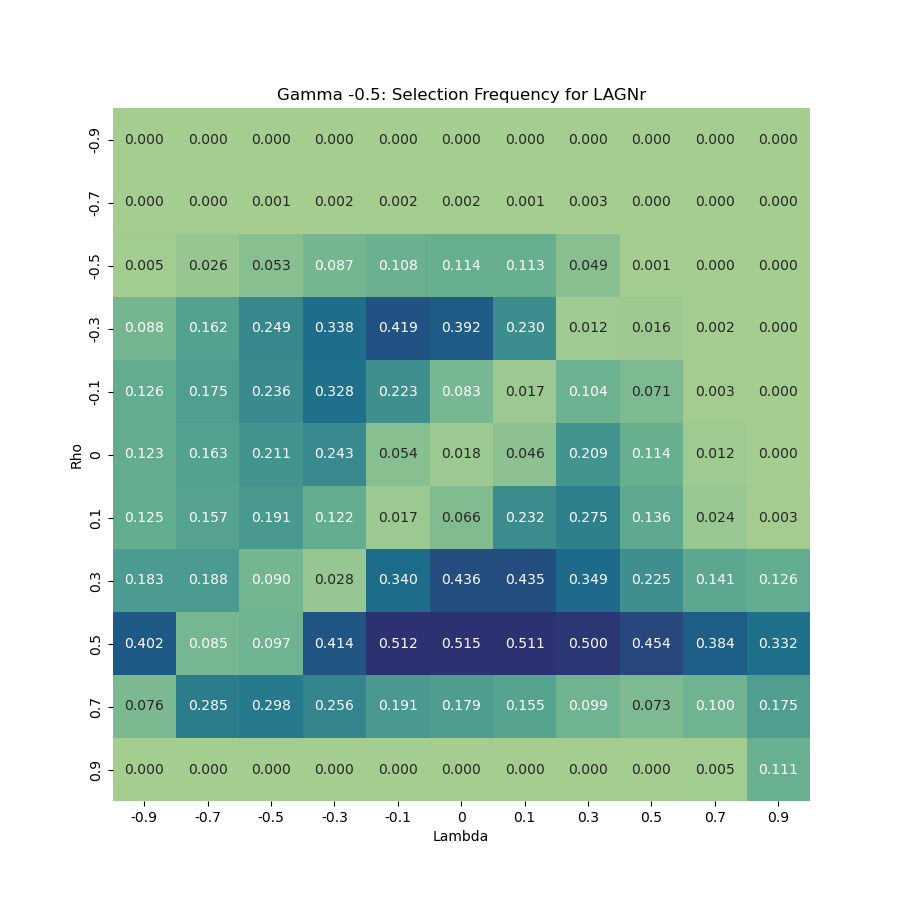 Gamma -0.5: Selection Frequency for LAGNr
-0.9 0.000 0.000 0.000 0.000 0.000 0.000 0.000 0.000 0.000 0.000 0.000
-0.7 0.000 0.000 0.001 0.002 0.002 0.002 0.001 0.003 0.000 0.000 0.000
-0.5 0.005 0.026 0.053 0.087 0.108 0.114 0.113 0.049 0.001 0.000 0.000
-0.3 0.088 0.162 0.249 0.338 0.419 0.392 0.230 0.012 0.016 0.002 0.000
-0.1 0.126 0.175 0.236 0.328 0.223 0.083 0.017 0.104 0.071 0.003 0.000
Rho
0 0.123 0.163 0.211 0.243 0.054 0.018 0.046 0.209 0.114 0.012 0.000
0.1 0.125 0.157 0.191 0.122 0.017 0.066 0.232 0.275 0.136 0.024 0.003
0.3 0.183 0.188 0.090 0.028 0.340 0.436 0.435 0.349 0.225 0.141 0.126
0.5 0.402 0.085 0.097 0.414 0.512 0.515 0.511 0.500 0.454 0.384 0.332
0.7 0.076 0.285 0.298 0.256 0.191 0.179 0.155 0.099 0.073 0.100 0.175
0.9 0.000 0.000 0.000 0.000 0.000 0.000 0.000 0.000 0.000 0.005 0.111
-0.9 -0.7 -0.5 -0.3 -0.1 0 0.1 0.3 0.5 0.7 0.9
Lambda